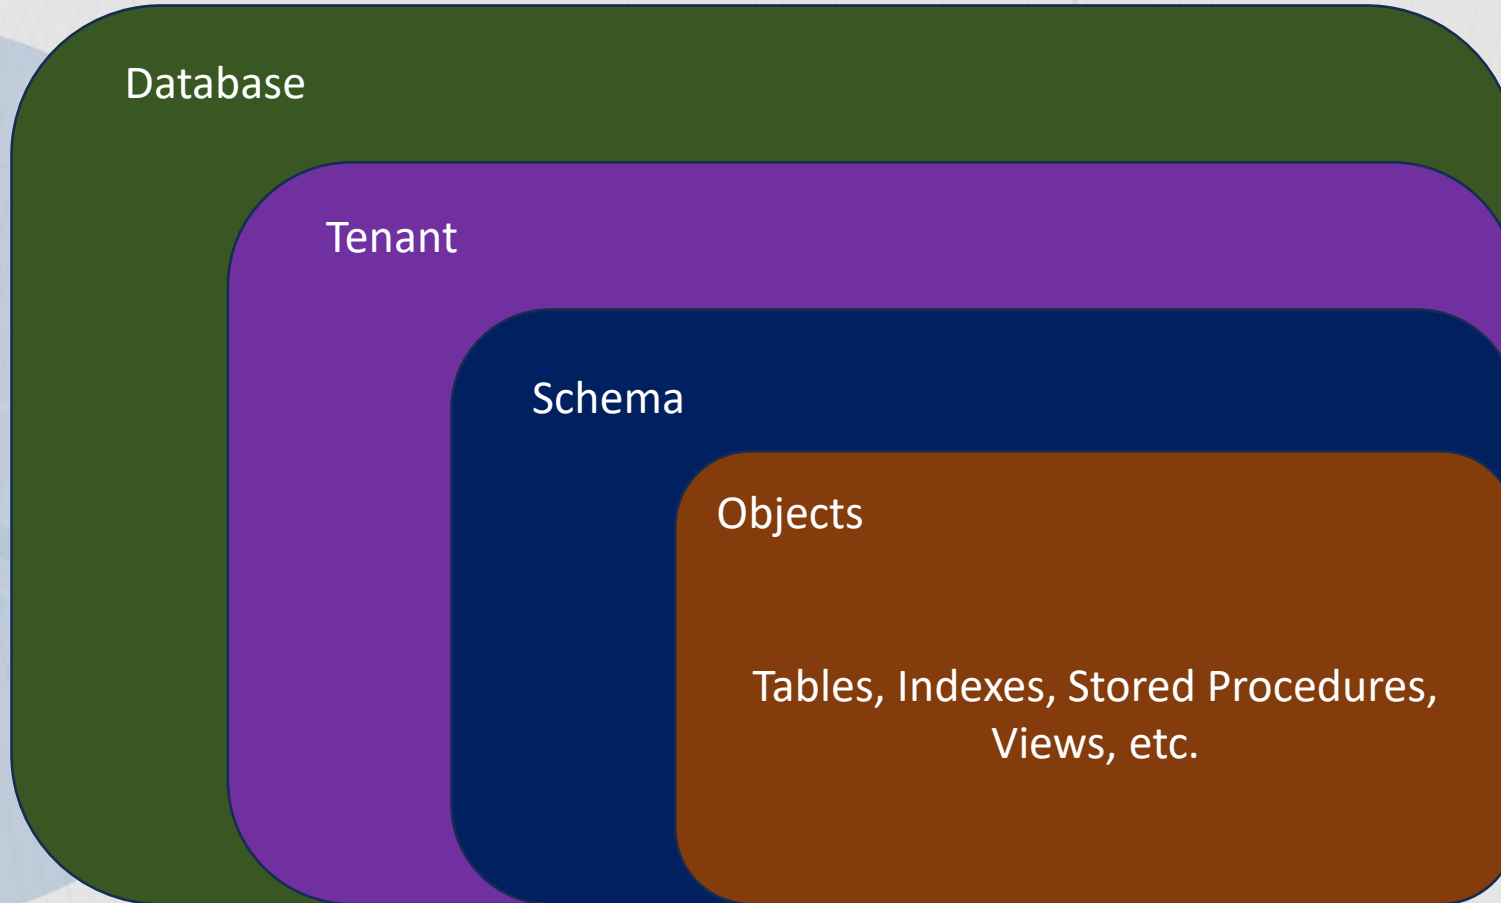 Database
Tenant
Schema
Objects
Tables, Indexes, Stored Procedures,
Views, etc.